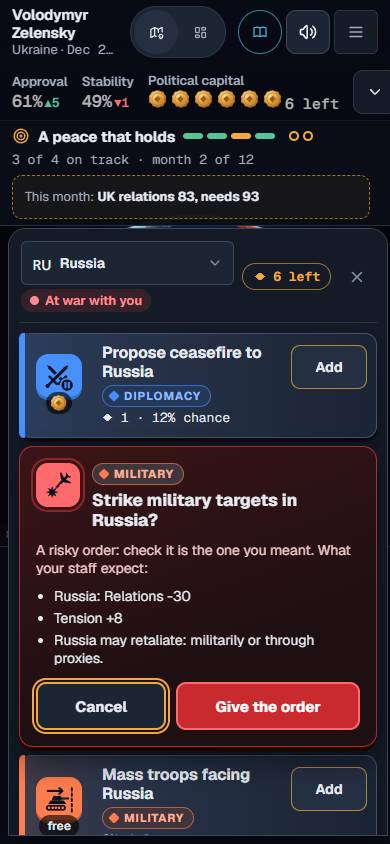 Volodymyr
Zelensky
Ukraine · Dec 2…
Approval
Stability
Political capital
61%▲5
49%▼1
6 left
A peace that holds
3 of 4 on track · month 2 of 12
This month: UK relations 83, needs 93
RU Russia
6 left
At war with you
Propose ceasefire to
Russia
DIPLOMACY
1 · 12% chance
Add
MILITARY
Strike military targets in
Russia?
A risky order: check it is the one you meant. What
your staff expect:
• Russia: Relations -30
• Tension +8
• Russia may retaliate: militarily or through
proxies.
Cancel
Give the order
Mass troops facing
Russia
MILITARY
Add
free